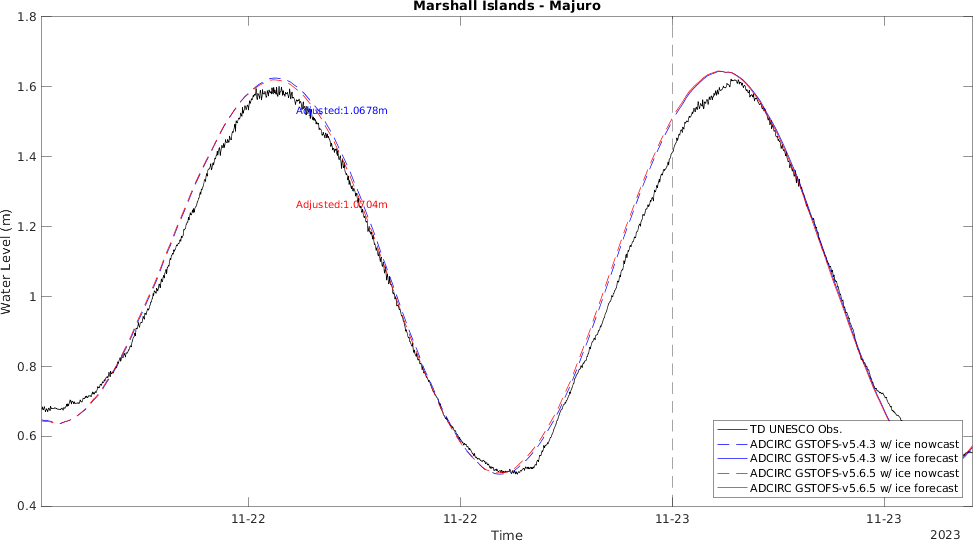 Marshall Islands - Majuro
1.8
1.6
1.4
1.2
1
0.8
0.6
0.4
Water Level (m)
Adjusted:1.0678m
Adjusted:1.0704m
TD UNESCO Obs.
ADCIRC GSTOFS-v5.4.3 w/ ice nowcast
ADCIRC GSTOFS-v5.4.3 w/ ice forecast
ADCIRC GSTOFS-v5.6.5 w/ ice nowcast
ADCIRC GSTOFS-v5.6.5 w/ ice forecast
11-22
11-22
11-23
11-23
Time
2023